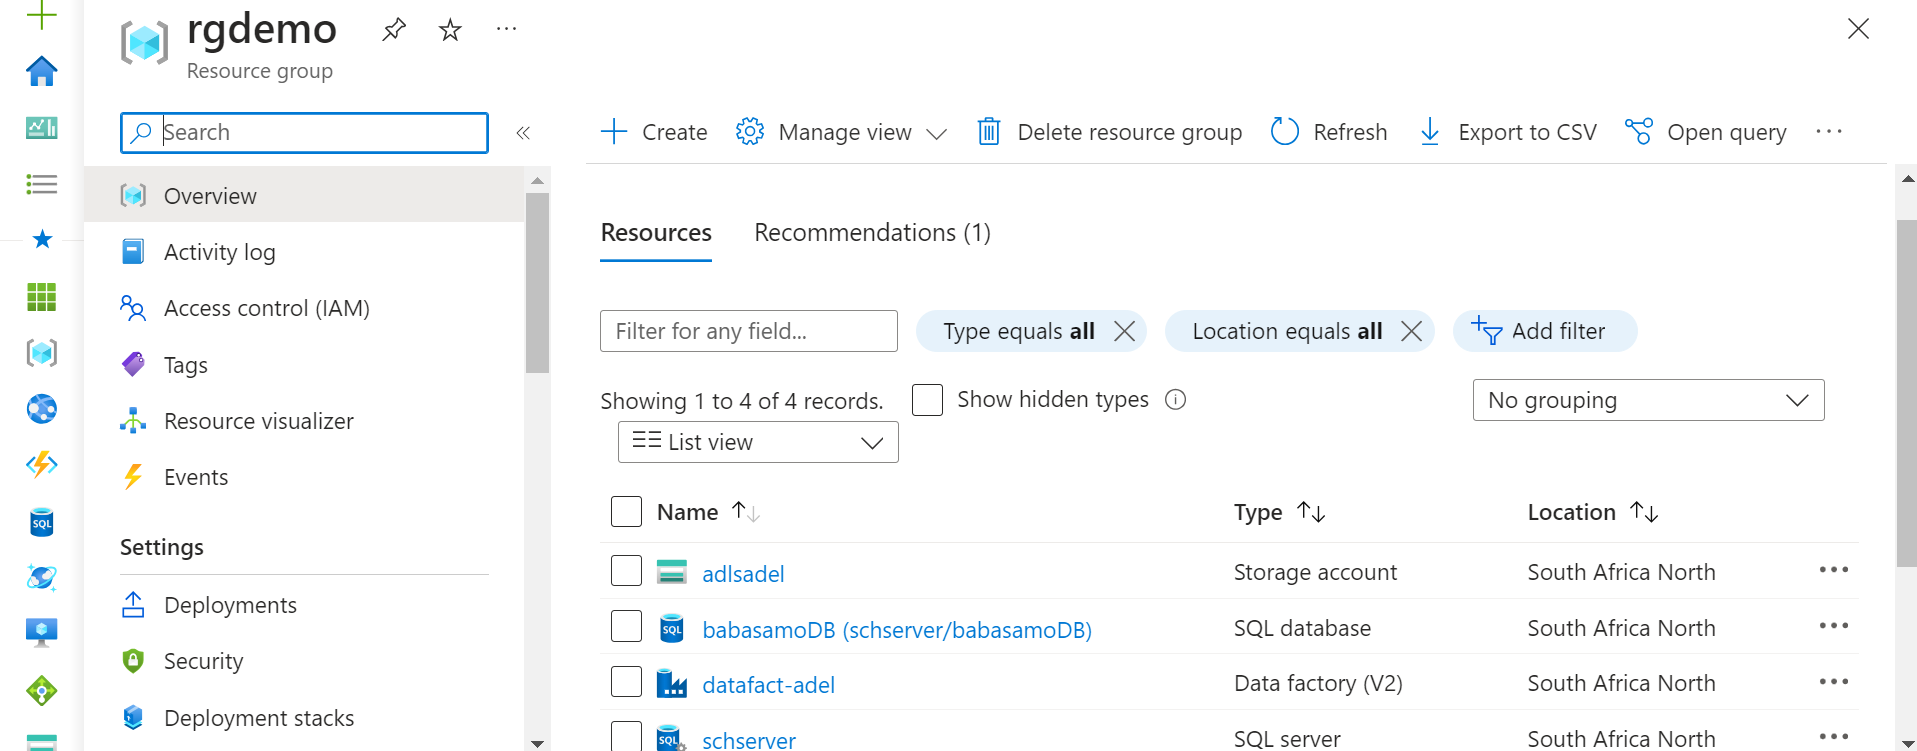 rgdemo
Resource group
Search
Create
Manage view
Delete resource group
Refresh
Export to CSV
Open query
Overview
Activity log
Access control (IAM)
Tags
Resource visualizer
Events
Settings
Deployments
Security
Deployment stacks
Resources
Recommendations (1)
Filter for any field...
Type equals all
Location equals all
Add filter
Showing 1 to 4 of 4 records.
Show hidden types
No grouping
List view
Name
Type
Location
adlsadel
Storage account
South Africa North
SQL
babasamoDB (schserver/babasamoDB)
SQL database
South Africa North
datafact-adel
Data factory (V2)
South Africa North
SQL
schserver
SQL server
South Africa North
SQL